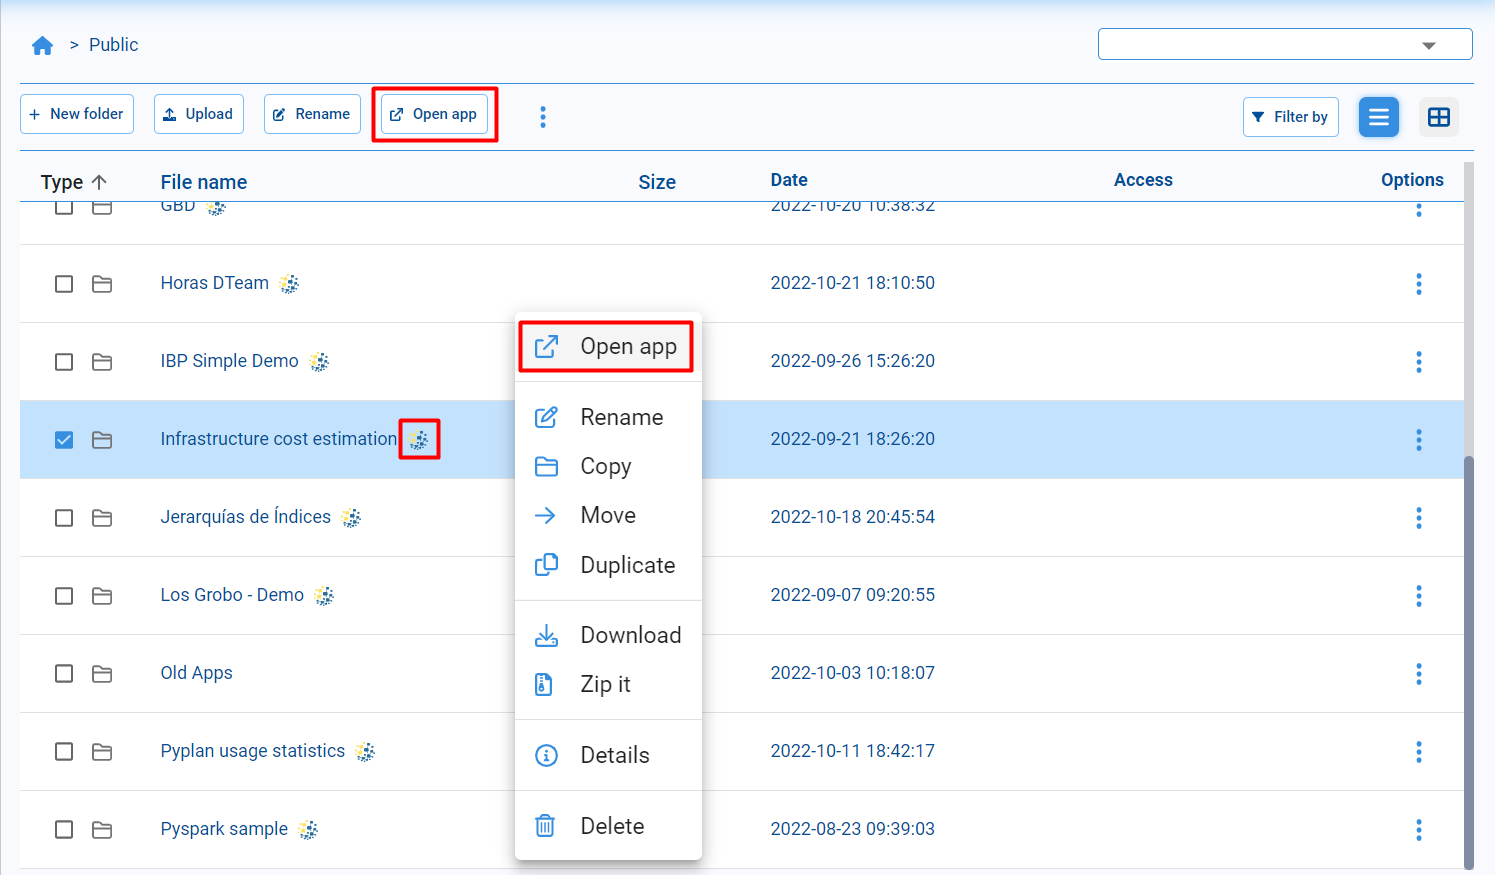 > Public
+ New folder Upload Rename Open app Filter by
Type File name Size Date Access Options
GBD 2022-10-20 10:38:32
Horas DTeam 2022-10-21 18:10:50
IBP Simple Demo 2022-09-26 15:26:20
Infrastructure cost estimation 2022-09-21 18:26:20
Jerarquías de Índices 2022-10-18 20:45:54
Los Grobo - Demo 2022-09-07 09:20:55
Old Apps 2022-10-03 10:18:07
Pyplan usage statistics 2022-10-11 18:42:17
Pyspark sample 2022-08-23 09:39:03
Open app
Rename
Copy
Move
Duplicate
Download
Zip it
Details
Delete